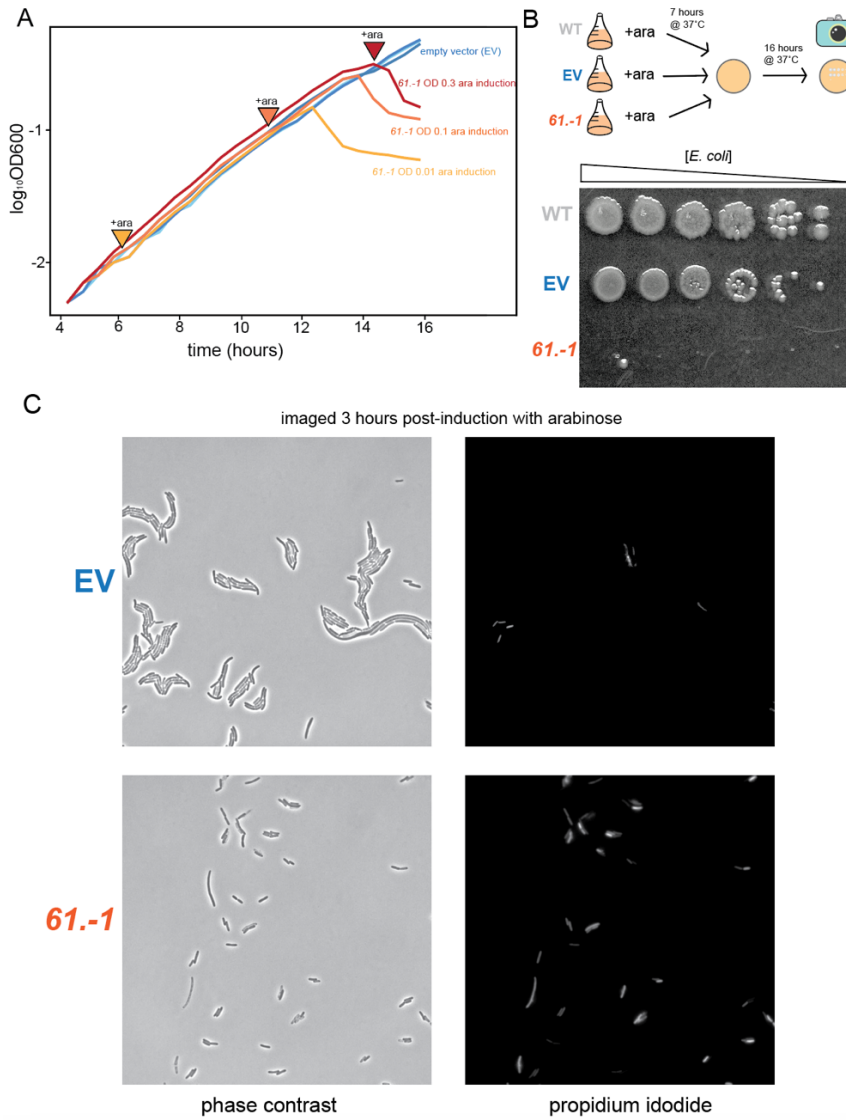 A
+ara
empty vector (EV)
61.-1 OD 0.3 ara induction
+ara
61.-1 OD 0.1 ara induction
61.-1 OD 0.01 ara induction
+ara
log₁₀OD600
-1
-2
4
6
8
10
12
14
16
time (hours)
B
WT
+ara
7 hours
@ 37°C
EV
+ara
16 hours
@ 37°C
61.-1
+ara
[E. coli]
WT
EV
61.-1
C
imaged 3 hours post-induction with arabinose
EV
61.-1
phase contrast
propidium idodide